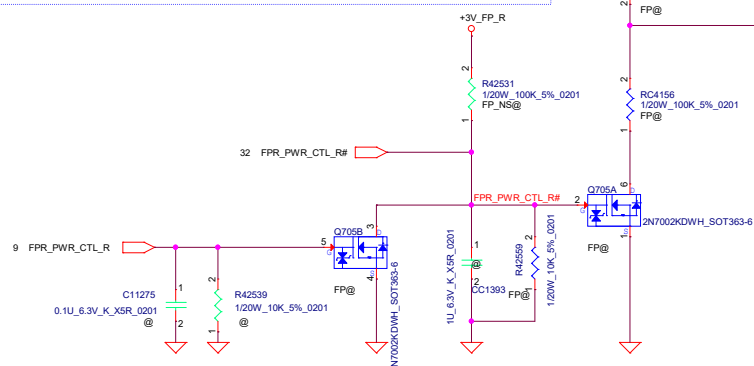 FP@
+3V_FP_R
2
R42531
1/20W_100K_5%_0201
FP_NS@
1
2
RC4156
1/20W_100K_5%_0201
FP@
1
32 FPR_PWR_CTL_R#
FPR_PWR_CTL_R#
2
Q705A
6
D
G
S
1
2N7002KDWH_SOT363-6
FP@
9 FPR_PWR_CTL_R
5
Q705B
3
D
G
S
4
FP@
N7002KDWH_SOT363-6
1
C11275
0.1U_6.3V_K_X5R_0201
@
2
2
R42539
1/20W_10K_5%_0201
@
1
1U_6.3V_K_X5R_0201
1
@
2
CC1393
2
R42559
FP@
1
1/20W_10K_5%_0201